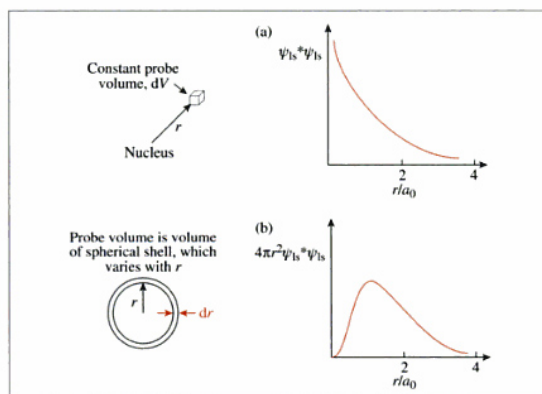 (a)
ψ1s*ψ1s
Constant probe
volume, dV
r
Nucleus
2
4
r/a0
(b)
4πr²ψ1s*ψ1s
Probe volume is volume
of spherical shell, which
varies with r
r
dr
2
4
r/a0